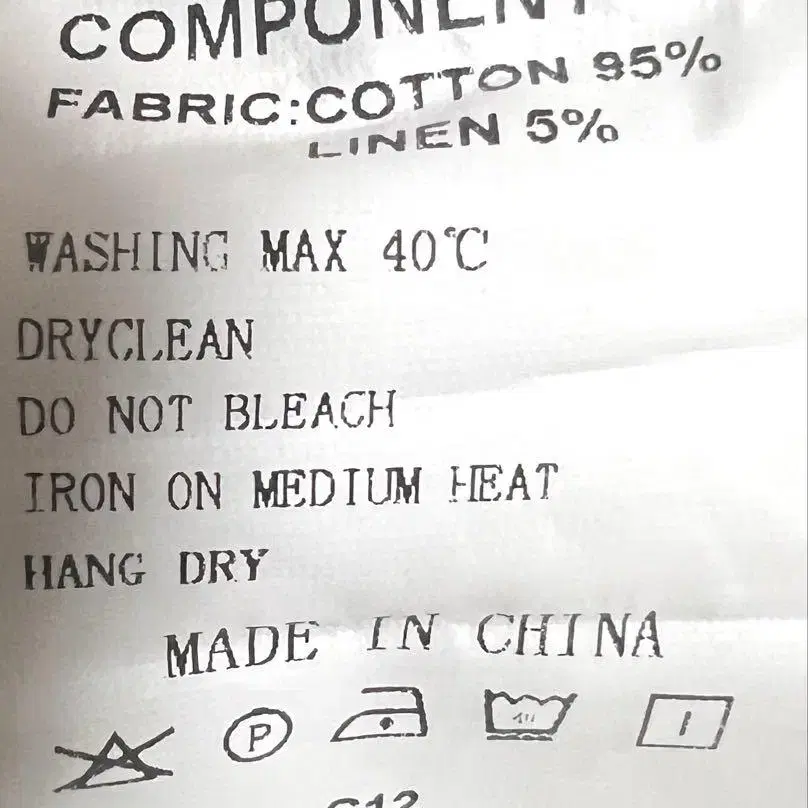 COMPONENT
FABRIC:COTTON 95%
LINEN 5%
WASHING MAX 40℃
DRYCLEAN
DO NOT BLEACH
IRON ON MEDIUM HEAT
HANG DRY
MADE IN CHINA
P
40